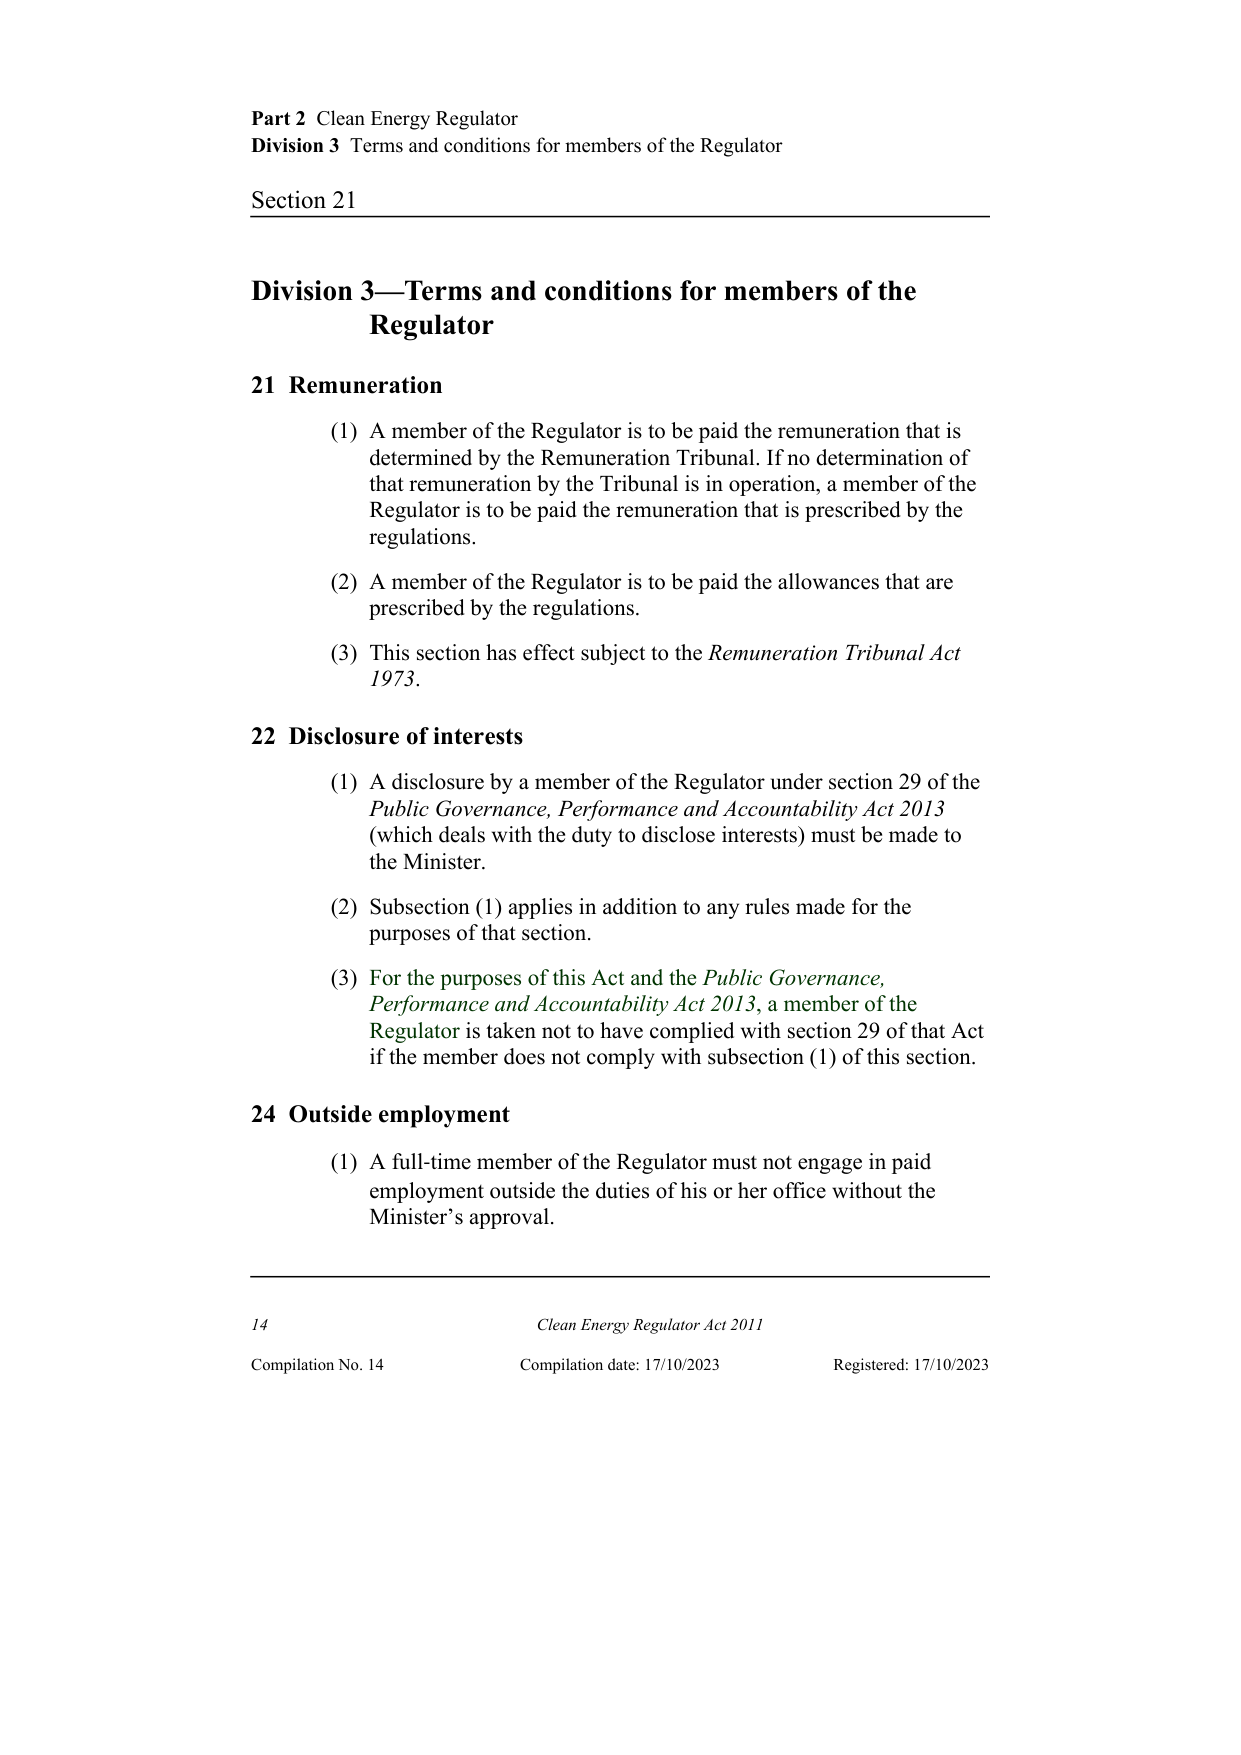 Part 2 Clean Energy Regulator
Division 3 Terms and conditions for members of the Regulator
Section 21
Division 3—Terms and conditions for members of the
Regulator
21 Remuneration
(1) A member of the Regulator is to be paid the remuneration that is
determined by the Remuneration Tribunal. If no determination of
that remuneration by the Tribunal is in operation, a member of the
Regulator is to be paid the remuneration that is prescribed by the
regulations.
(2) A member of the Regulator is to be paid the allowances that are
prescribed by the regulations.
(3) This section has effect subject to the Remuneration Tribunal Act
1973.
22 Disclosure of interests
(1) A disclosure by a member of the Regulator under section 29 of the
Public Governance, Performance and Accountability Act 2013
(which deals with the duty to disclose interests) must be made to
the Minister.
(2) Subsection (1) applies in addition to any rules made for the
purposes of that section.
(3) For the purposes of this Act and the Public Governance,
Performance and Accountability Act 2013, a member of the
Regulator is taken not to have complied with section 29 of that Act
if the member does not comply with subsection (1) of this section.
24 Outside employment
(1) A full-time member of the Regulator must not engage in paid
employment outside the duties of his or her office without the
Minister’s approval.
14 Clean Energy Regulator Act 2011
Compilation No. 14 Compilation date: 17/10/2023 Registered: 17/10/2023